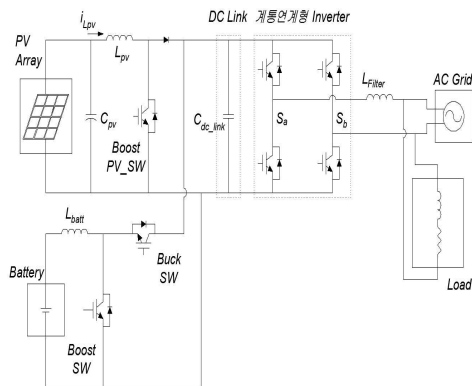 DC Link 계통연계형 Inverter
i_Lpv
PV
Array
L_pv
C_pv
Boost
PV_SW
C_dc_link
S_a
S_b
L_Filter
AC Grid
L_batt
Buck
SW
Battery
Boost
SW
Load